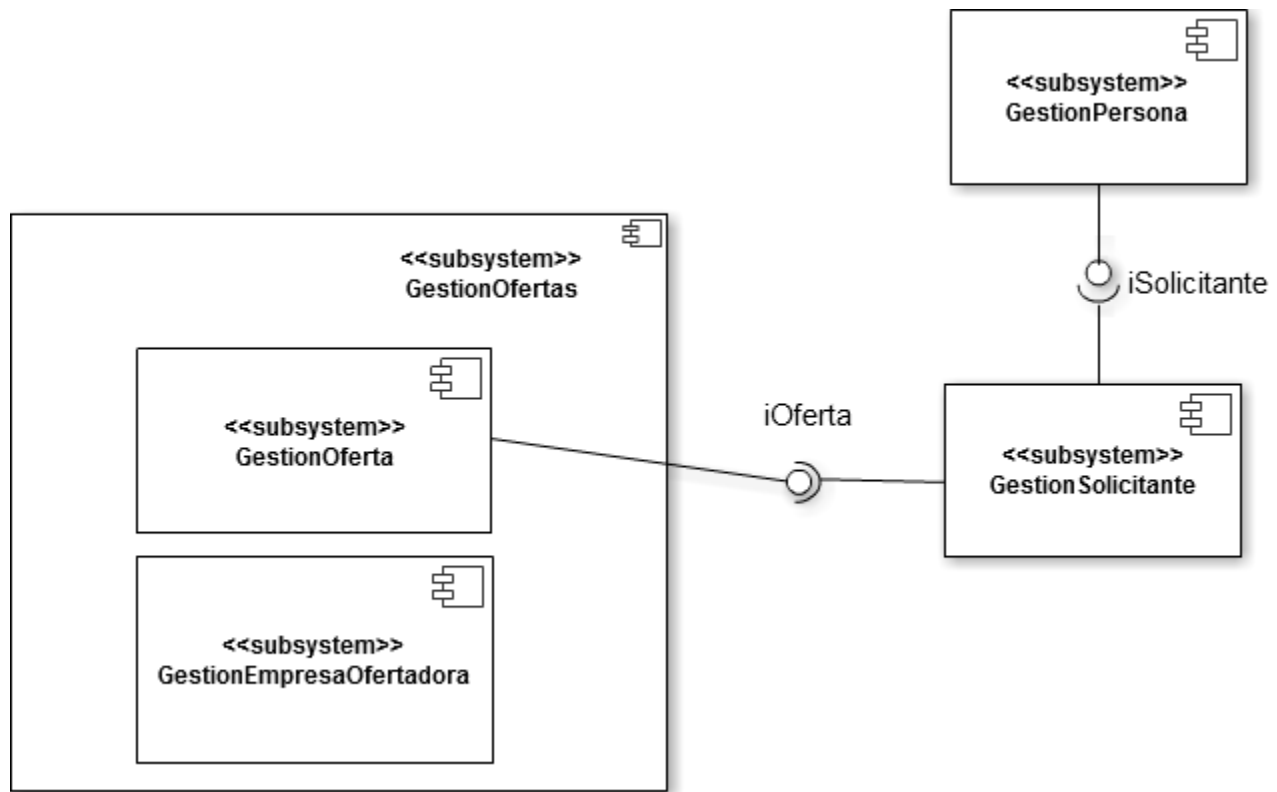 <<subsystem>>
GestionPersona
<<subsystem>>
GestionOfertas
iSolicitante
<<subsystem>>
GestionOferta
iOferta
<<subsystem>>
GestionSolicitante
<<subsystem>>
GestionEmpresaOfertadora